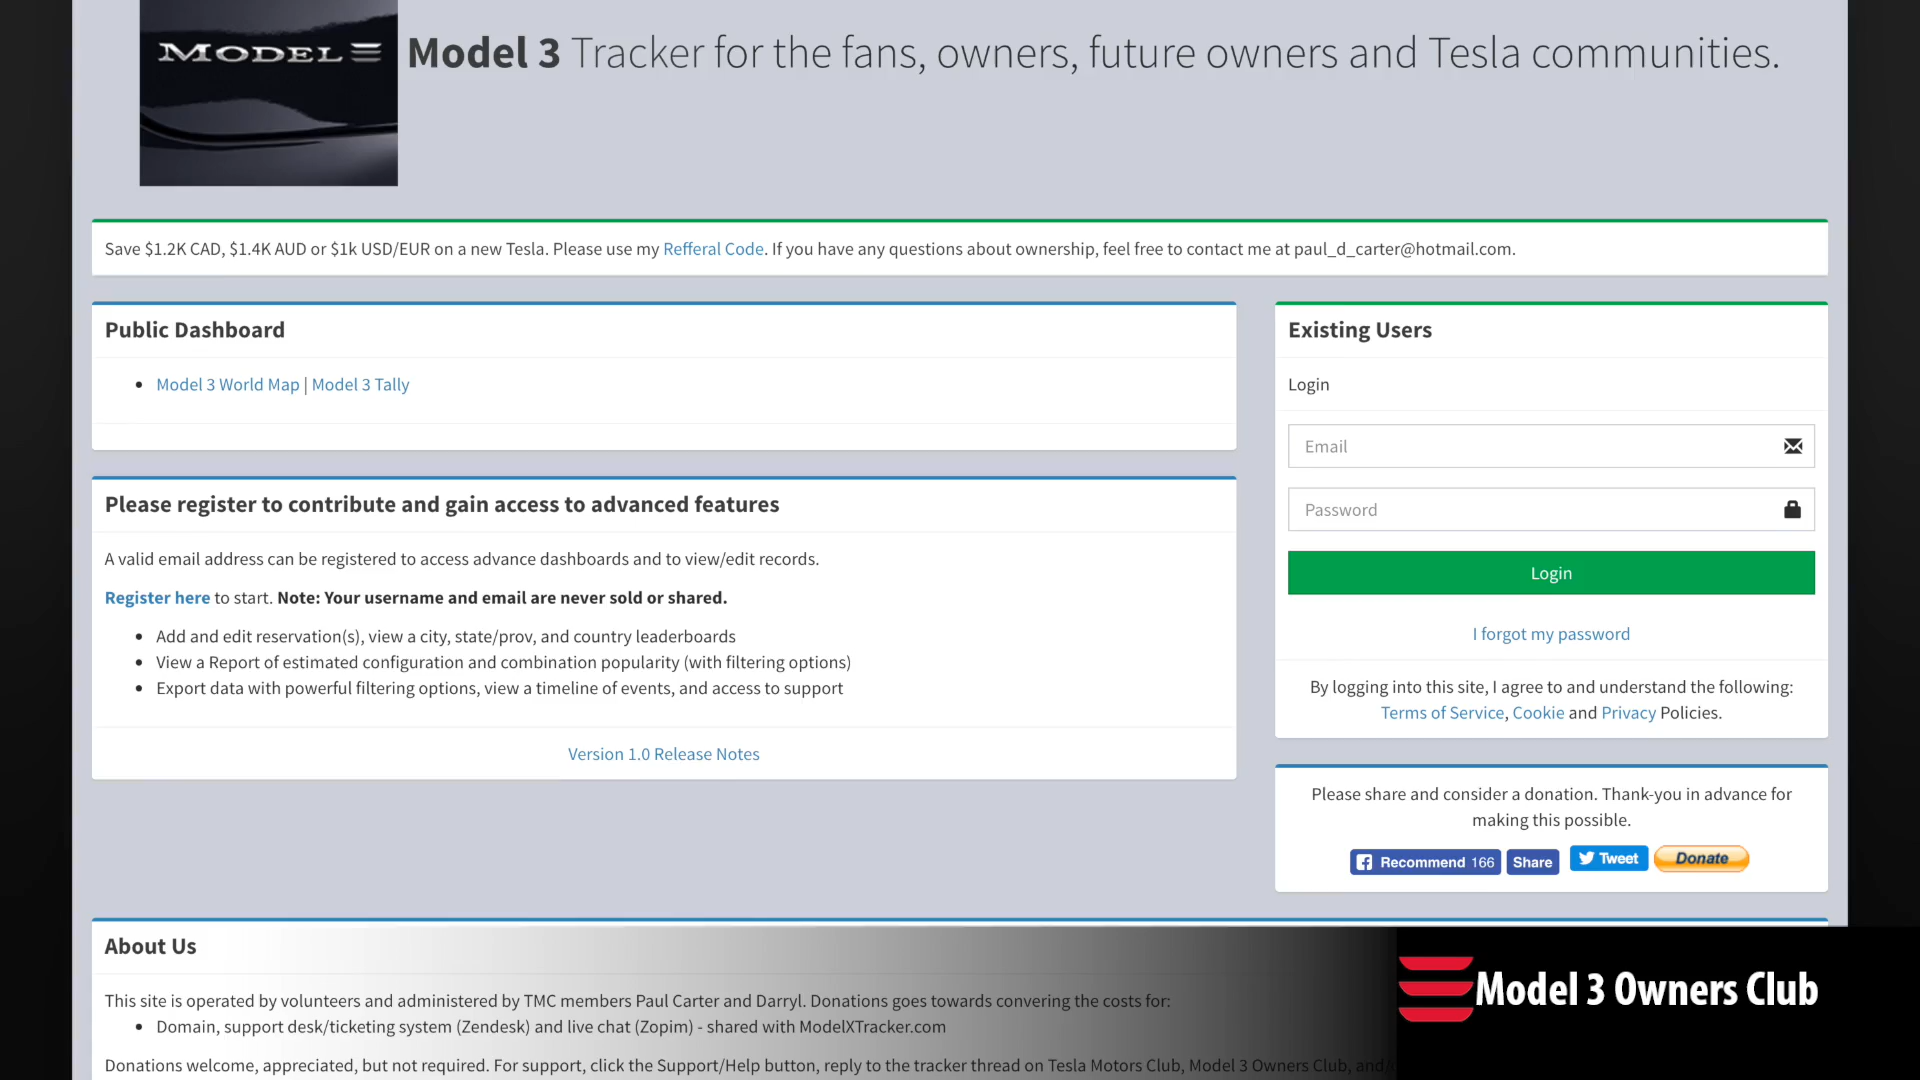 MODEL
Model 3 Tracker for the fans, owners, future owners and Tesla communities.
Save $1.2K CAD, $1.4K AUD or $1k USD/EUR on a new Tesla. Please use my Refferal Code. If you have any questions about ownership, feel free to contact me at paul_d_carter@hotmail.com.
Public Dashboard
Model 3 World Map | Model 3 Tally
Please register to contribute and gain access to advanced features
A valid email address can be registered to access advance dashboards and to view/edit records.
Register here to start. Note: Your username and email are never sold or shared.
Add and edit reservation(s), view a city, state/prov, and country leaderboards
View a Report of estimated configuration and combination popularity (with filtering options)
Export data with powerful filtering options, view a timeline of events, and access to support
Version 1.0 Release Notes
Existing Users
Login
Email
Password
Login
I forgot my password
By logging into this site, I agree to and understand the following:
Terms of Service, Cookie and Privacy Policies.
Please share and consider a donation. Thank-you in advance for
making this possible.
Recommend 166 Share Tweet Donate
About Us
This site is operated by volunteers and administered by TMC members Paul Carter and Darryl. Donations goes towards convering the costs for:
Domain, support desk/ticketing system (Zendesk) and live chat (Zopim) - shared with ModelXTracker.com
Donations welcome, appreciated, but not required. For support, click the Support/Help button, reply to the tracker thread on Tesla Motors Club, Model 3 Owners Club, and/
Model 3 Owners Club